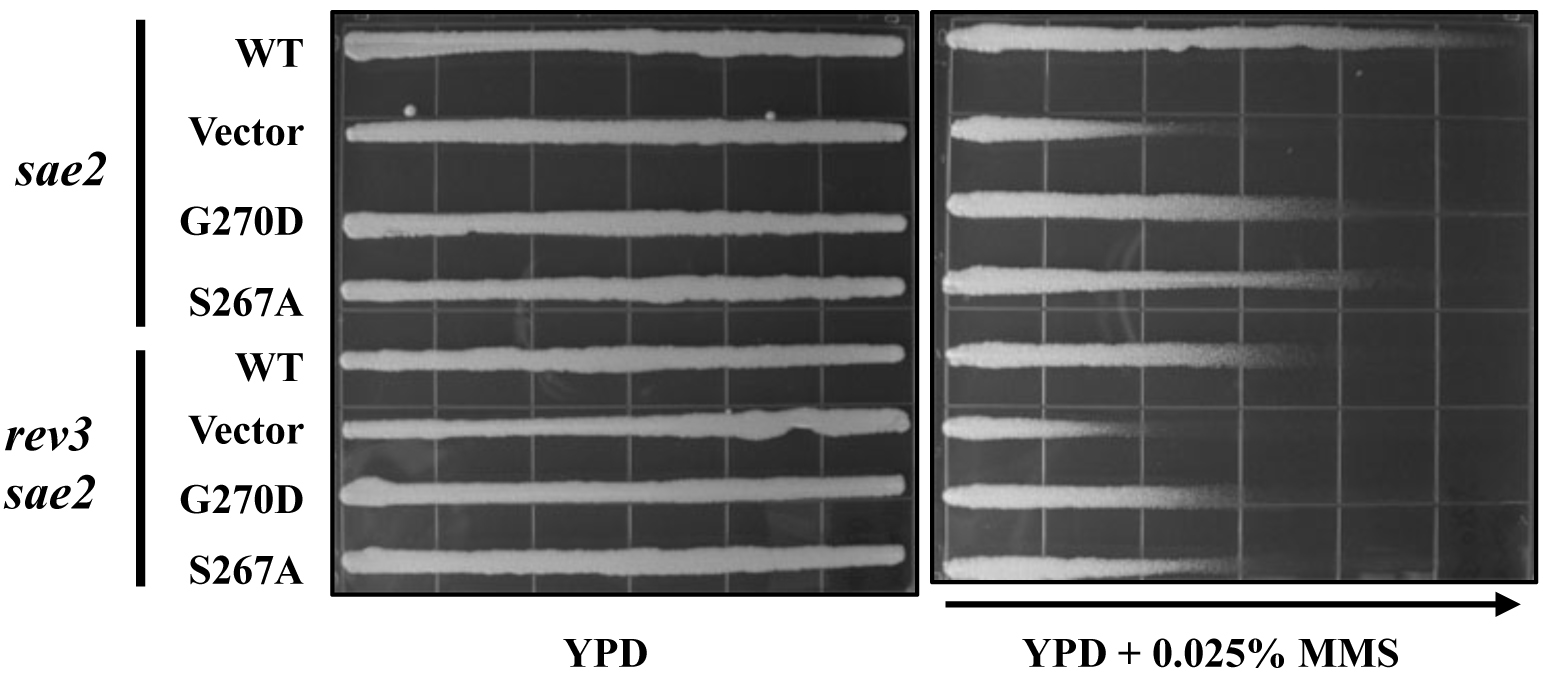 sae2
WT
Vector
G270D
S267A
rev3
sae2
WT
Vector
G270D
S267A
YPD
YPD + 0.025% MMS